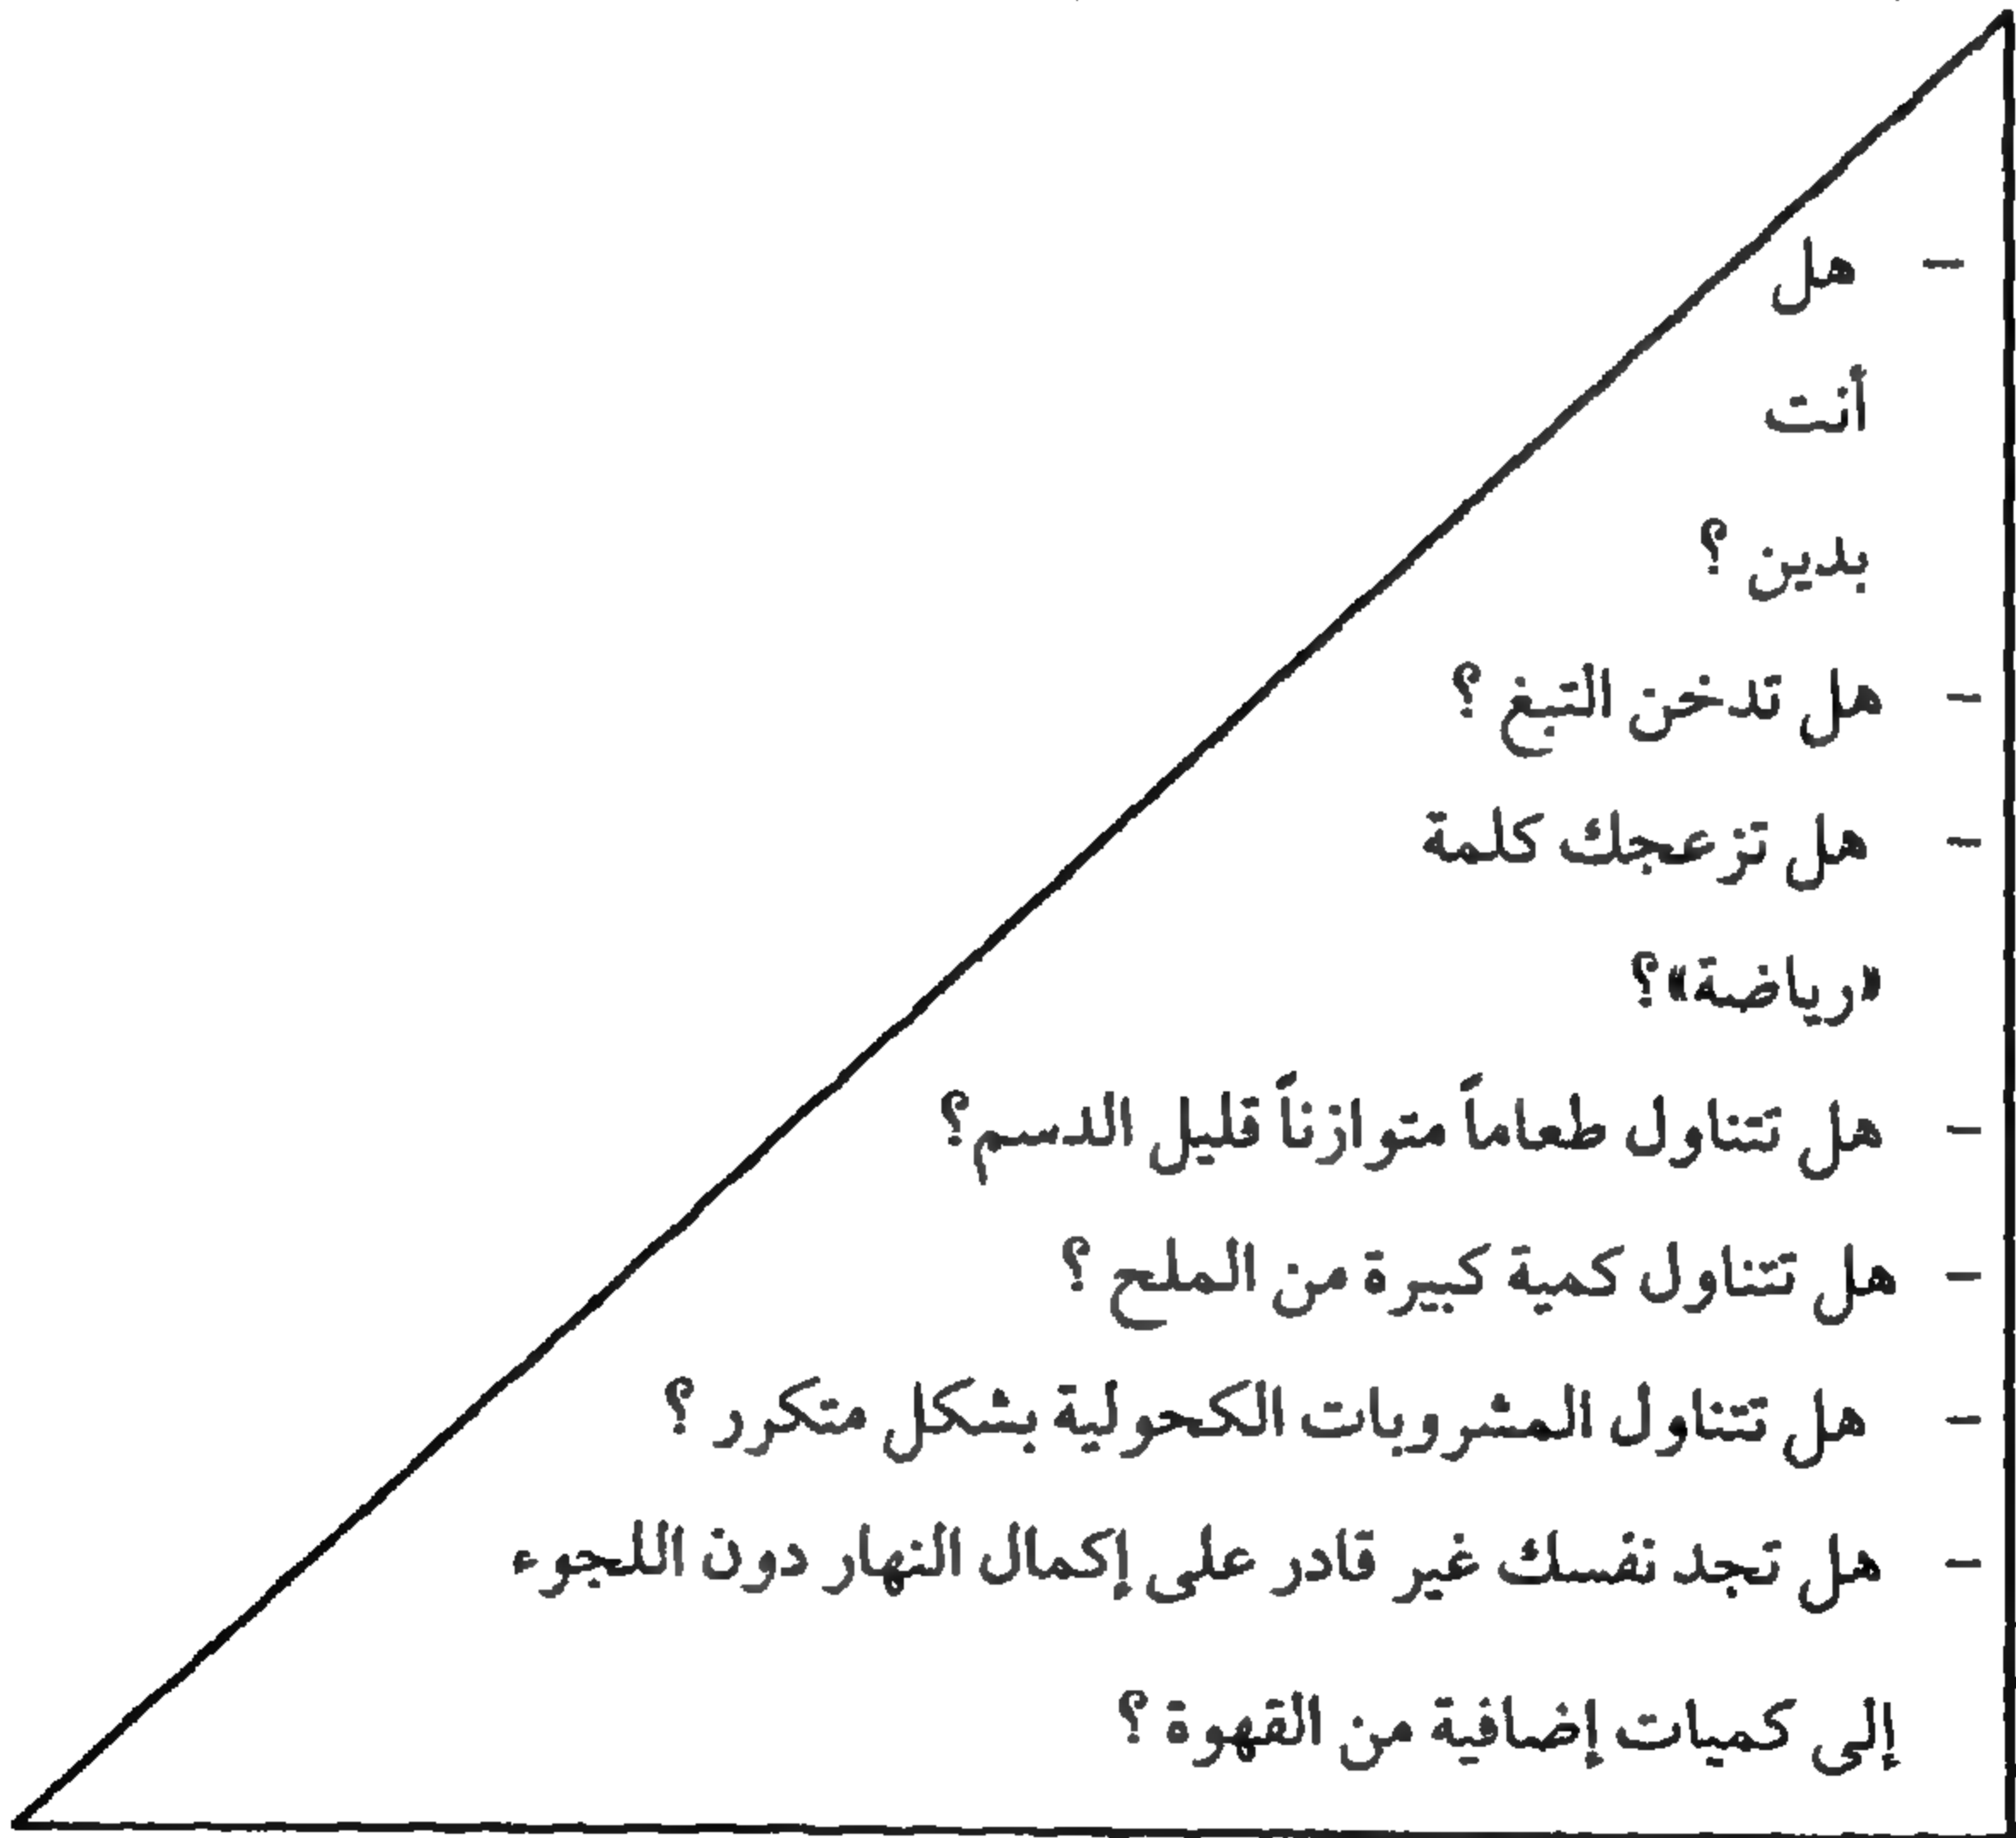 - هل
أنت
بدين ؟
- هل تدخن التبغ ؟
- هل تزعجك كلمة
«رياضة»؟
- هل تتناول طعاماً متوازناً قليل الدسم؟
- هل تتناول كمية كبيرة من الملح ؟
- هل تتناول المشروبات الكحولية بشكل متكرر ؟
- هل تجد نفسك غير قادر على إكمال النهار دون اللجوء
إلى كميات إضافية من القهوة ؟